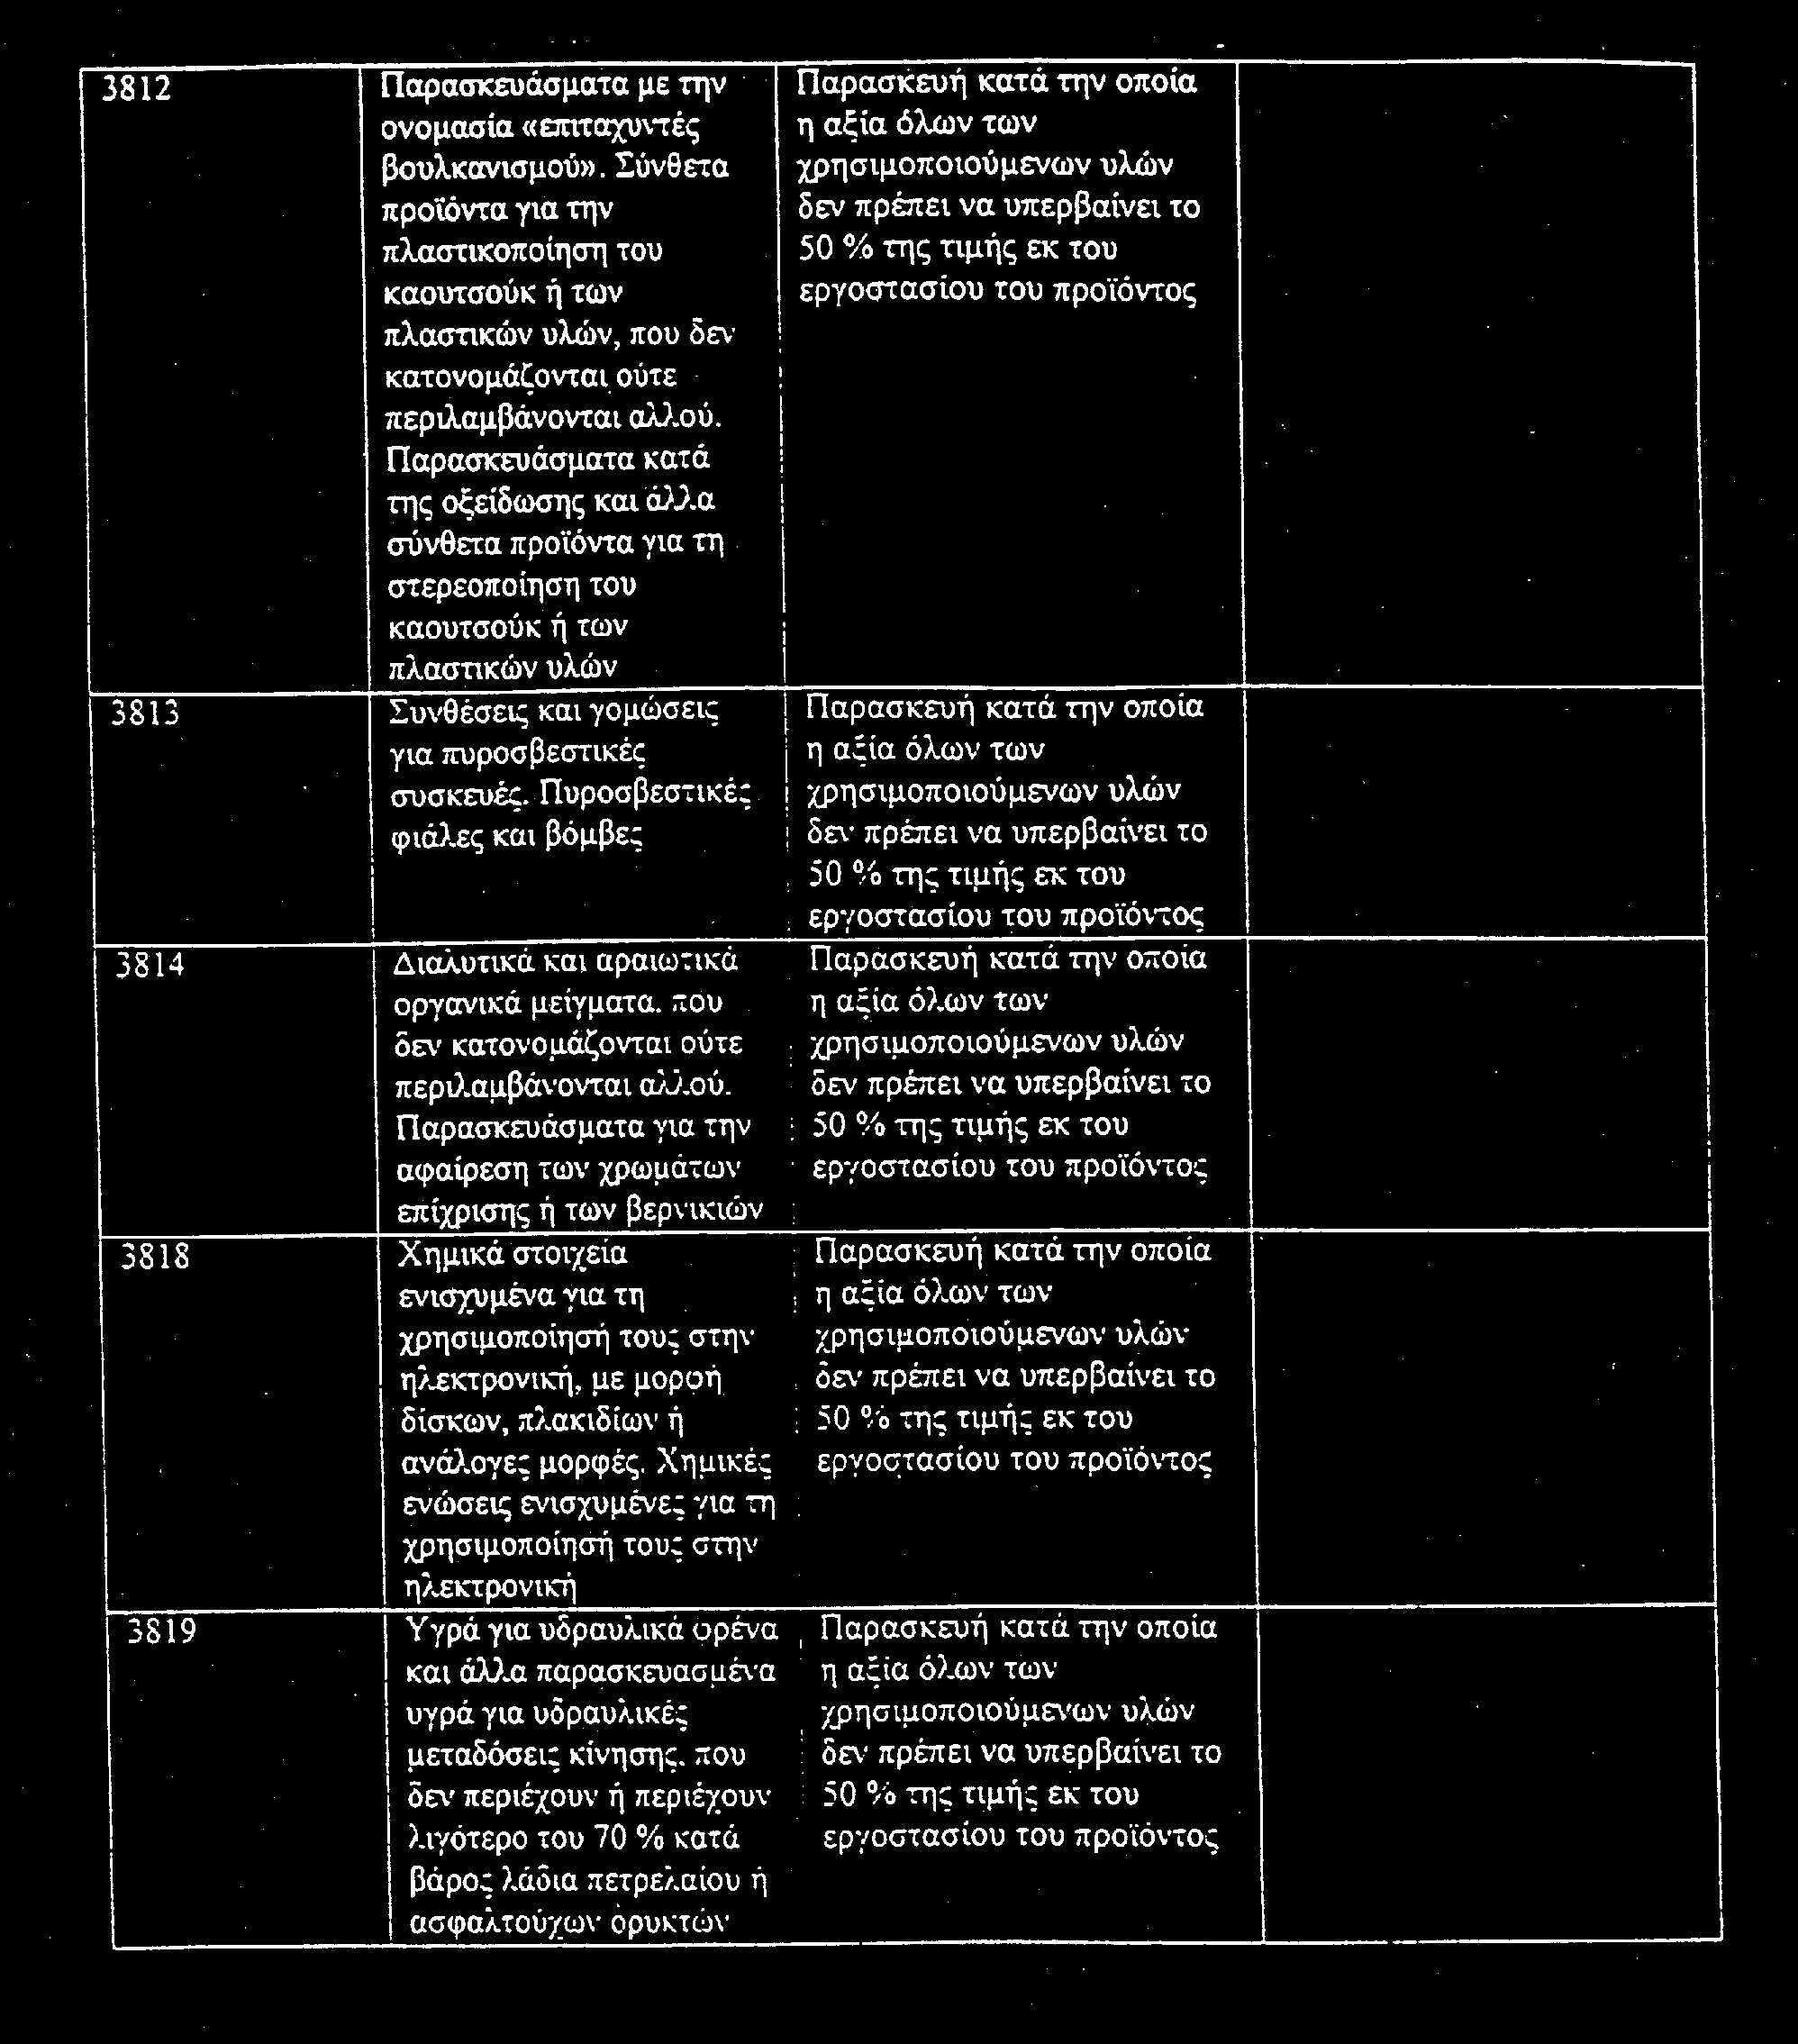 3812
Παρασκευάσματα με την
ονομασία «επιταχυντές
βουλκανισμού». Σύνθετα
προϊόντα για την
πλαστικοποίηση του
καουτσούκ ή των
πλαστικών υλών, που δεν
κατονομάζονται ούτε
περιλαμβάνονται αλλού.
Παρασκευάσματα κατά
της οξείδωσης και άλλα
σύνθετα προϊόντα για τη
στερεοποίηση του
καουτσούκ ή των
πλαστικών υλών
Παρασκευή κατά την οποία
η αξία όλων των
χρησιμοποιούμενων υλών
δεν πρέπει να υπερβαίνει το
50 % της τιμής εκ του
εργοστασίου του προϊόντος
3813
Συνθέσεις και γομώσεις
για πυροσβεστικές
συσκευές. Πυροσβεστικές
φιάλες και βόμβες
Παρασκευή κατά την οποία
η αξία όλων των
χρησιμοποιούμενων υλών
δεν πρέπει να υπερβαίνει το
50 % της τιμής εκ του
εργοστασίου του προϊόντος
3814
Διαλυτικά και αραιωτικά
οργανικά μείγματα, που
δεν κατονομάζονται ούτε
περιλαμβάνονται αλλού.
Παρασκευάσματα για την
αφαίρεση των χρωμάτων
επίχρισης ή των βερνικιών
Παρασκευή κατά την οποία
η αξία όλων των
χρησιμοποιούμενων υλών
δεν πρέπει να υπερβαίνει το
50 % της τιμής εκ του
εργοστασίου του προϊόντος
3818
Χημικά στοιχεία
ενισχυμένα για τη
χρησιμοποίησή τους στην
ηλεκτρονική, με μορφή
δίσκων, πλακιδίων ή
ανάλογες μορφές. Χημικές
ενώσεις ενισχυμένες για τη
χρησιμοποίησή τους στην
ηλεκτρονική
Παρασκευή κατά την οποία
η αξία όλων των
χρησιμοποιούμενων υλών
δεν πρέπει να υπερβαίνει το
50 % της τιμής εκ του
εργοστασίου του προϊόντος
3819
Υγρά για υδραυλικά φρένα
και άλλα παρασκευασμένα
υγρά για υδραυλικές
μεταδόσεις κίνησης, που
δεν περιέχουν ή περιέχουν
λιγότερο του 70 % κατά
βάρος λάδια πετρελαίου ή
ασφαλτούχων ορυκτών
Παρασκευή κατά την οποία
η αξία όλων των
χρησιμοποιούμενων υλών
δεν πρέπει να υπερβαίνει το
50 % της τιμής εκ του
εργοστασίου του προϊόντος